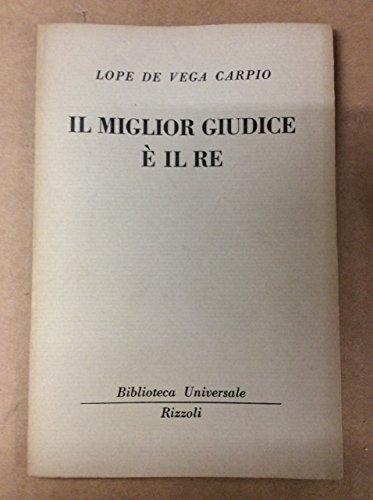 LOPE DE VEGA CARPIO
IL MIGLIOR GIUDICE
È IL RE
Biblioteca Universale
Rizzoli